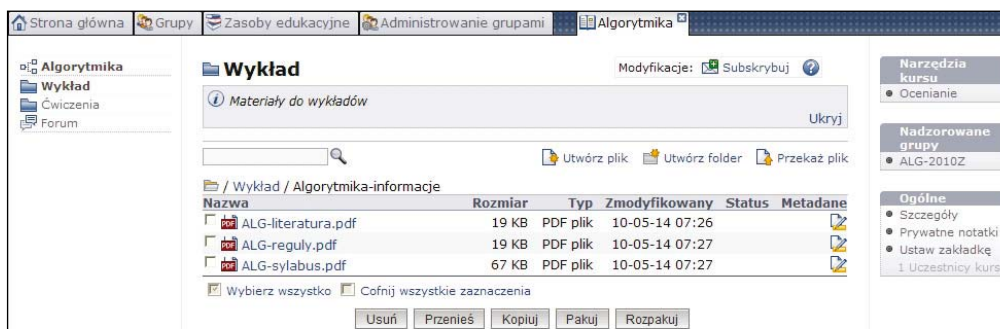 Strona główna Grupy Zasoby edukacyjne Administrowanie grupami Algorytmika
Algorytmika
Wykład
Ćwiczenia
Forum
Wykład
Modyfikacje: Subskrybuj
Materiały do wykładów
Ukryj
Utwórz plik Utwórz folder Przekaż plik
/ Wykład / Algorytmika-informacje
Nazwa Rozmiar Typ Zmodyfikowany Status Metadane
ALG-literatura.pdf 19 KB PDF plik 10-05-14 07:26
ALG-reguly.pdf 19 KB PDF plik 10-05-14 07:27
ALG-sylabus.pdf 67 KB PDF plik 10-05-14 07:27
Wybierz wszystko Cofnij wszystkie zaznaczenia
Usuń Przenieś Kopiuj Pakuj Rozpakuj
Narzędzia
kursu
Ocenianie
Nadzorowane
grupy
ALG-2010Z
Ogólne
Szczegóły
Prywatne notatki
Ustaw zakładkę
1 Uczestnicy kurs